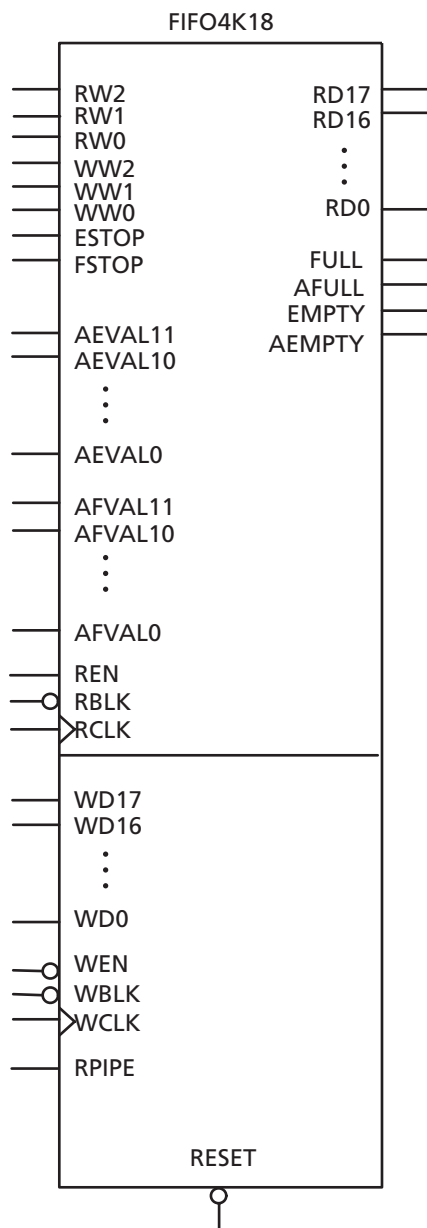 FIFO4K18
RW2
RW1
RW0
WW2
WW1
WW0
ESTOP
FSTOP
AEVAL11
AEVAL10
AEVAL0
AFVAL11
AFVAL10
AFVAL0
REN
RBLK
RCLK
WD17
WD16
WD0
WEN
WBLK
WCLK
RPIPE
RD17
RD16
RD0
FULL
AFULL
EMPTY
AEMPTY
RESET